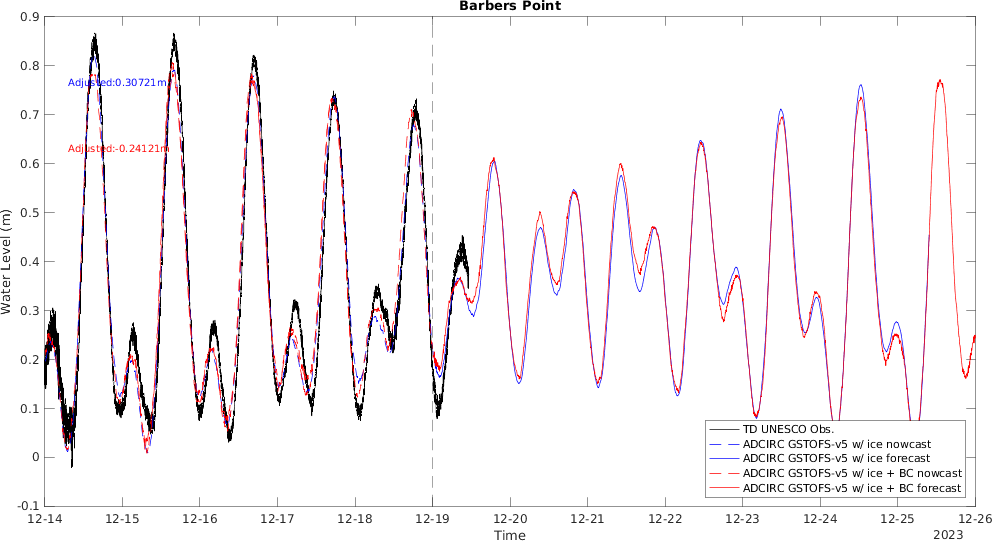 Barbers Point
0.9
0.8
0.7
0.6
0.5
0.4
0.3
0.2
0.1
0
-0.1
Water Level (m)
Adjusted:0.30721m
Adjusted:-0.24121m
TD UNESCO Obs.
ADCIRC GSTOFS-v5 w/ ice nowcast
ADCIRC GSTOFS-v5 w/ ice forecast
ADCIRC GSTOFS-v5 w/ ice + BC nowcast
ADCIRC GSTOFS-v5 w/ ice + BC forecast
12-14 12-15 12-16 12-17 12-18 12-19 12-20 12-21 12-22 12-23 12-24 12-25 12-26
Time
2023